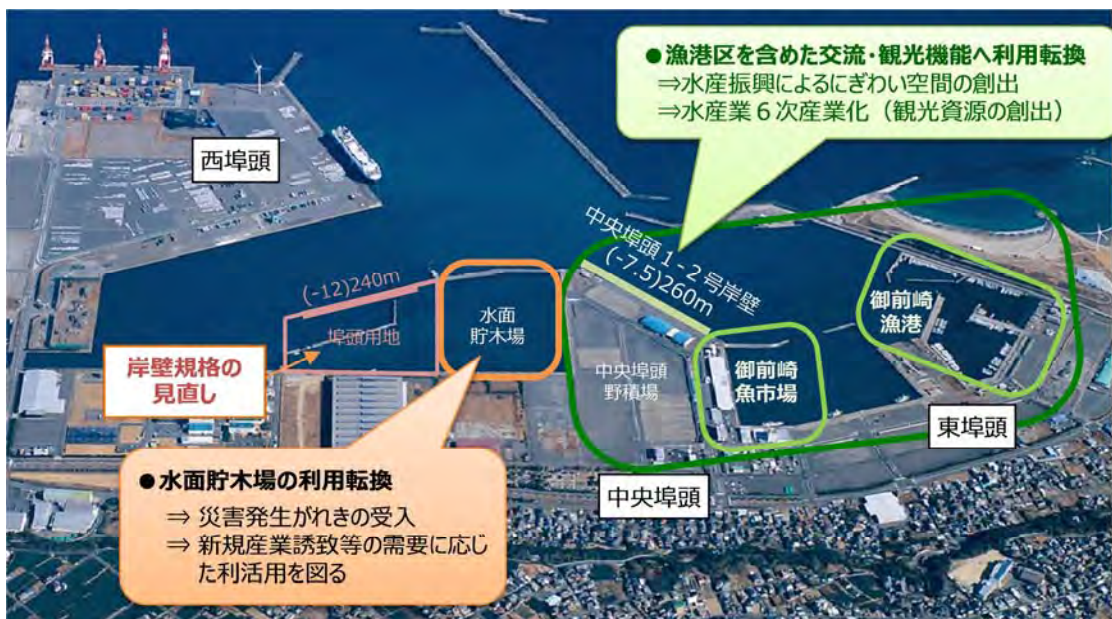 ●漁港区を含めた交流・観光機能へ利用転換
⇒水産振興によるにぎわい空間の創出
⇒水産業６次産業化（観光資源の創出）
西埠頭
中央埠頭１-２号岸壁
(-7.5)260m
(-12)240m
埠頭用地
水面
貯木場
御前崎
漁港
岸壁規格の
見直し
中央埠頭
野積場
御前崎
魚市場
東埠頭
中央埠頭
●水面貯木場の利用転換
⇒ 災害発生がれきの受入
⇒ 新規産業誘致等の需要に応じ
た利活用を図る